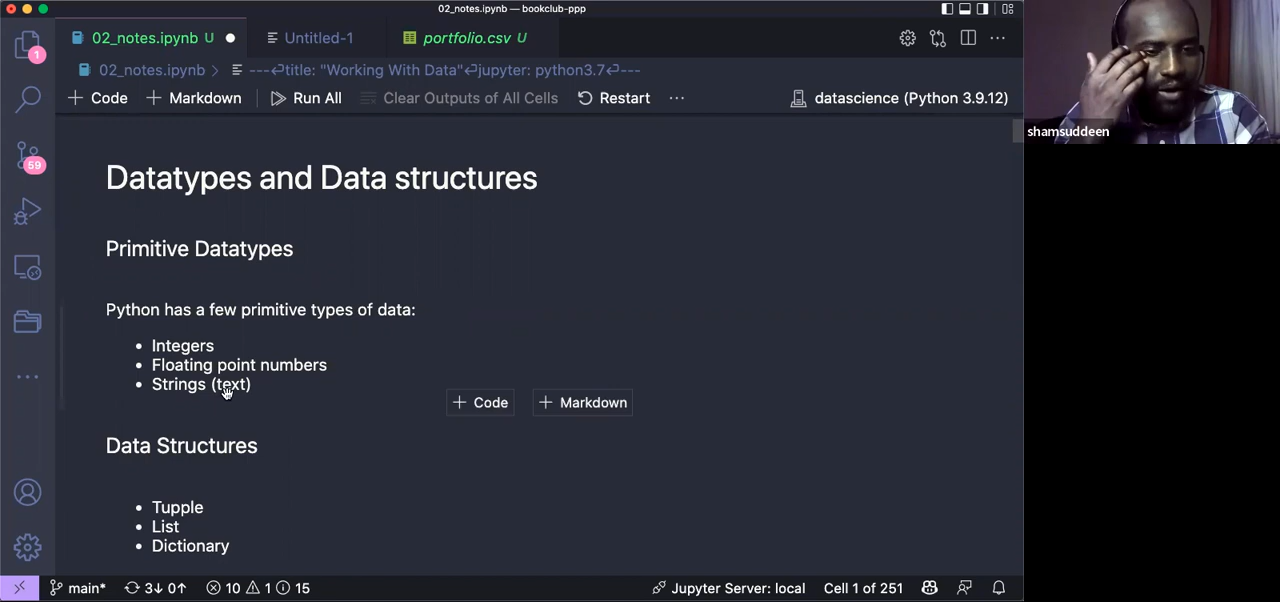 02_notes.ipynb — bookclub-ppp
02_notes.ipynb U
Untitled-1
portfolio.csv U
02_notes.ipynb
---↵title: "Working With Data"↵jupyter: python3.7↵---
Code
Markdown
Run All
Clear Outputs of All Cells
Restart
datascience (Python 3.9.12)
shamsuddeen
1
59
Datatypes and Data structures
Primitive Datatypes
Python has a few primitive types of data:
• Integers
• Floating point numbers
• Strings (text)
+ Code
+ Markdown
Data Structures
• Tupple
• List
• Dictionary
main*
3↓ 0↑
10
1
15
Jupyter Server: local
Cell 1 of 251